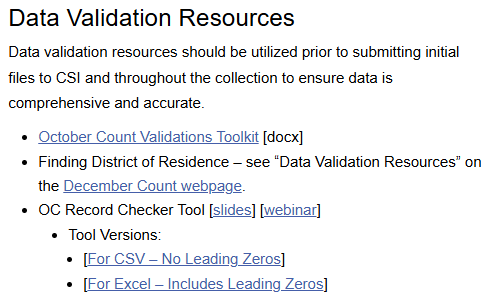 Data Validation Resources
Data validation resources should be utilized prior to submitting initial
files to CSI and throughout the collection to ensure data is
comprehensive and accurate.
• October Count Validations Toolkit [docx]
• Finding District of Residence – see “Data Validation Resources” on
the December Count webpage.
• OC Record Checker Tool [slides] [webinar]
• Tool Versions:
• [For CSV – No Leading Zeros]
• [For Excel – Includes Leading Zeros]